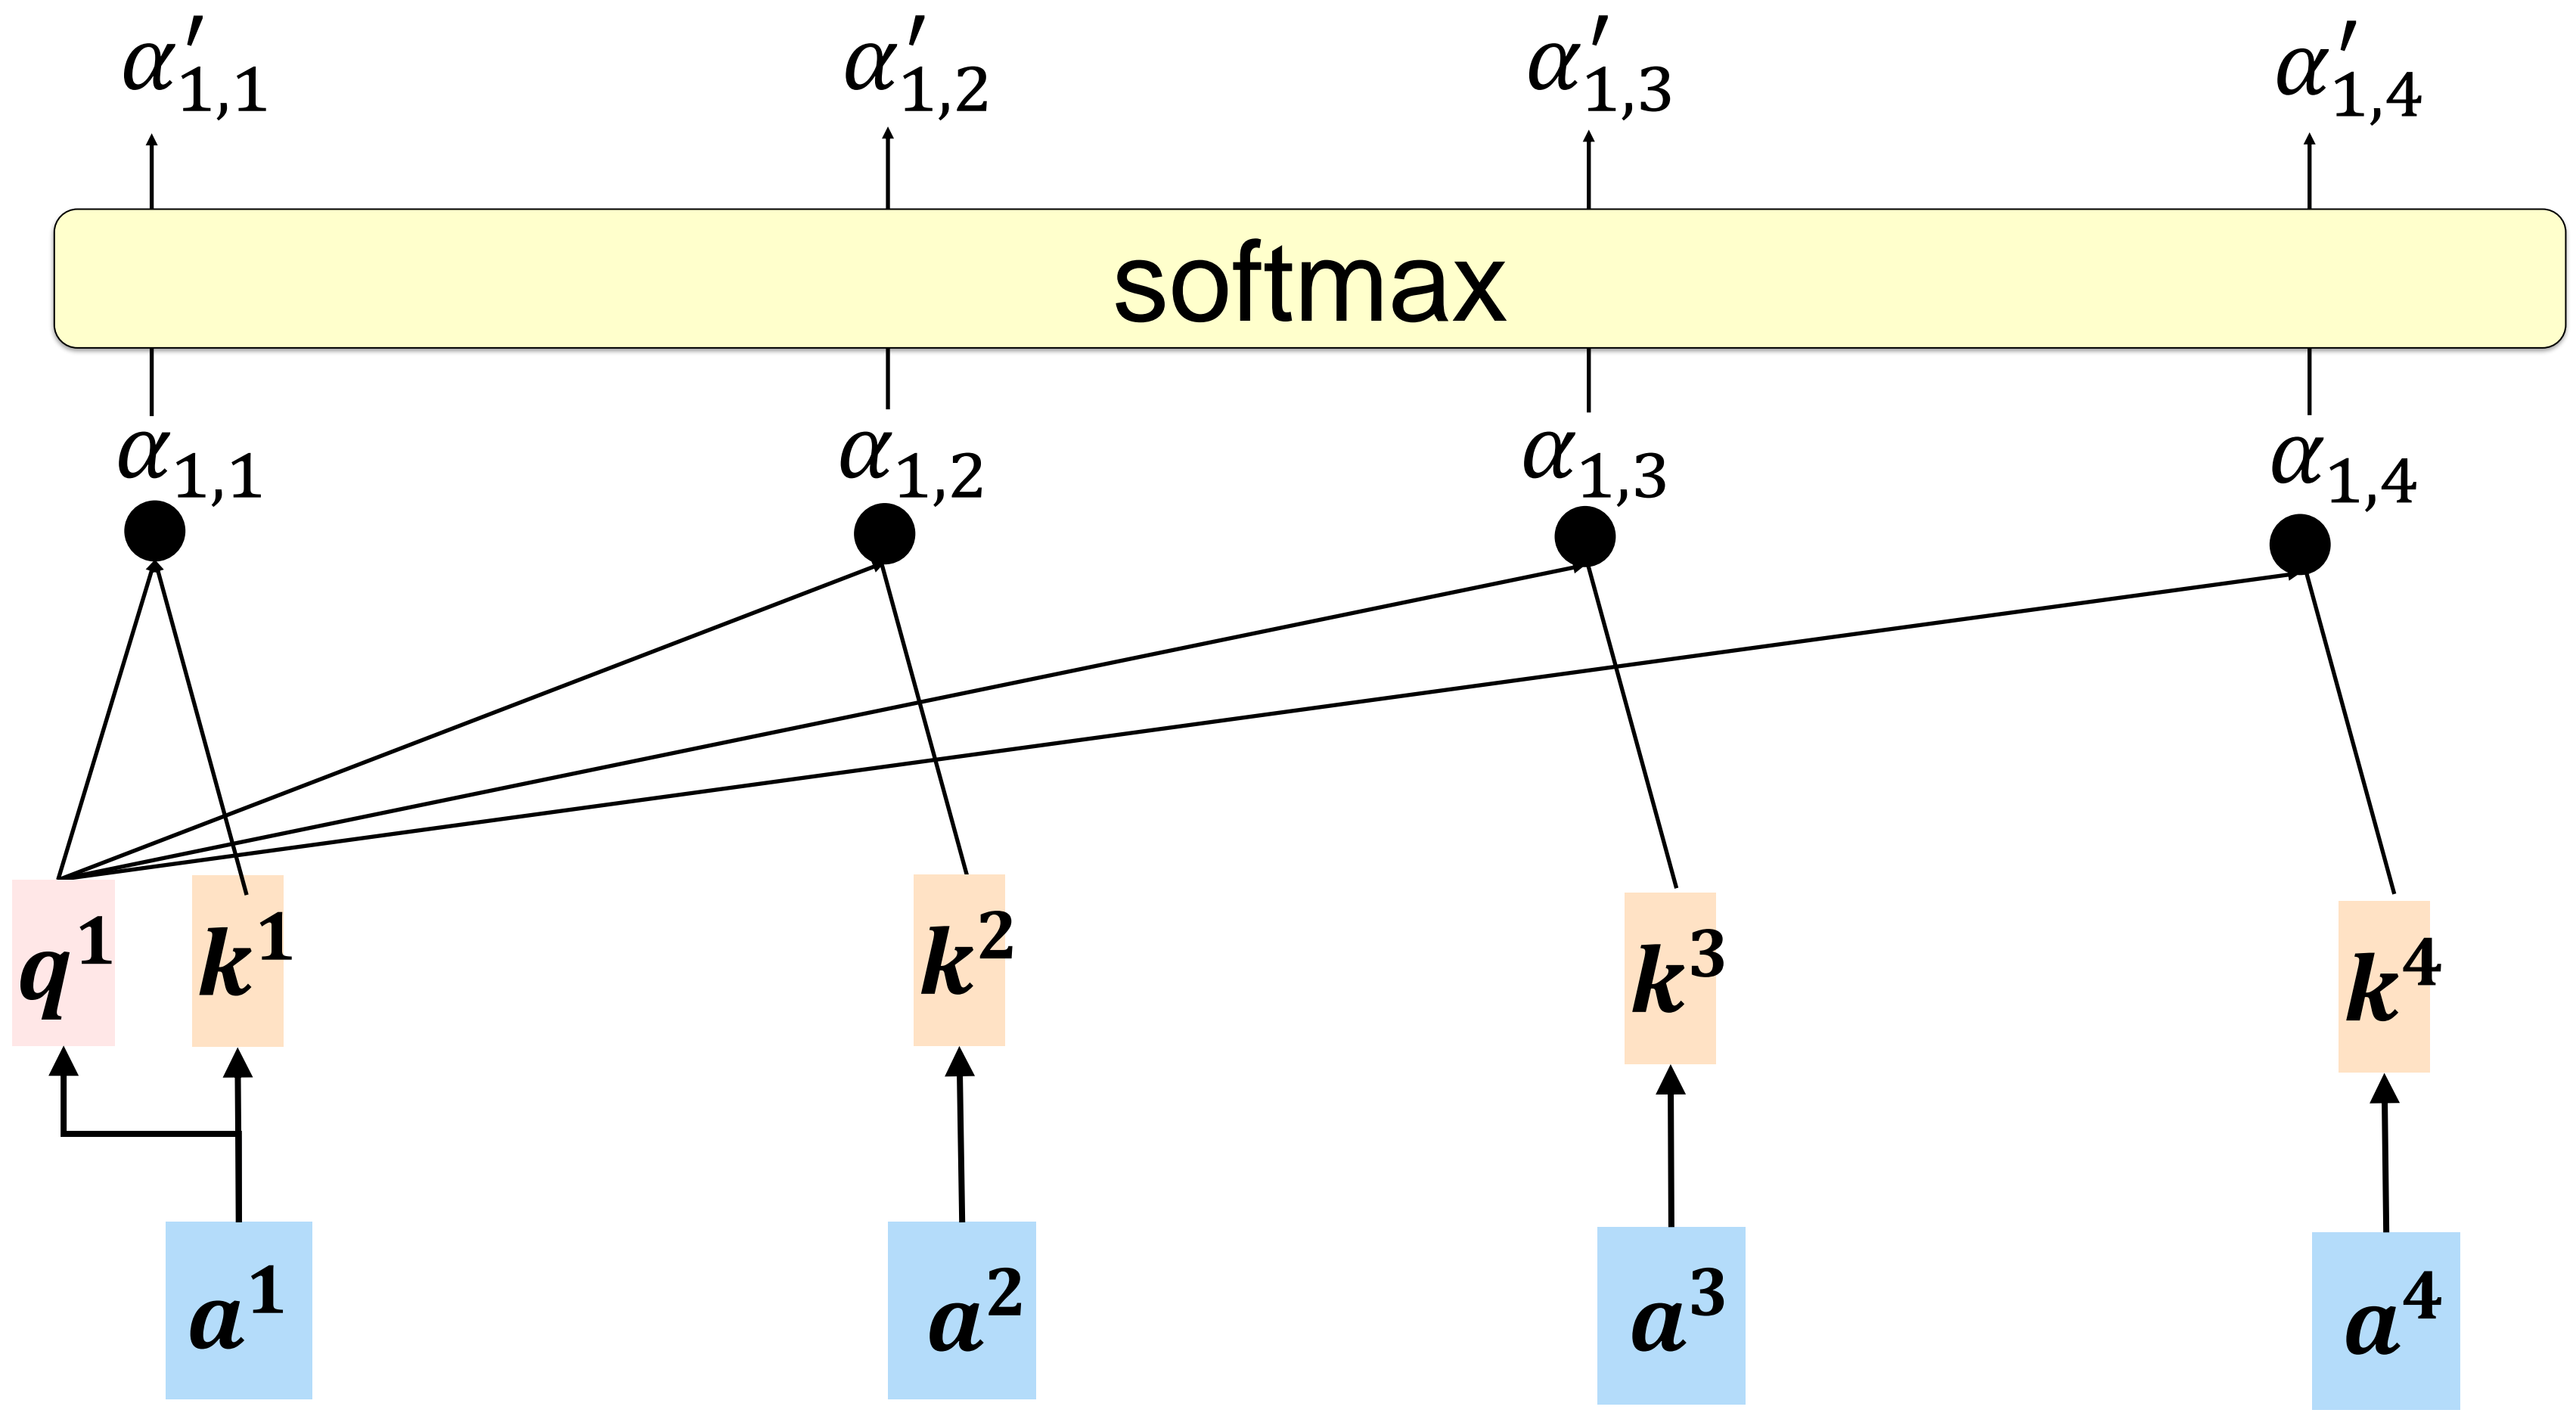 α′1,1 α′1,2 α′1,3 α′1,4
softmax
α1,1 α1,2 α1,3 α1,4
q¹ k¹ k² k³ k⁴
a¹ a² a³ a⁴